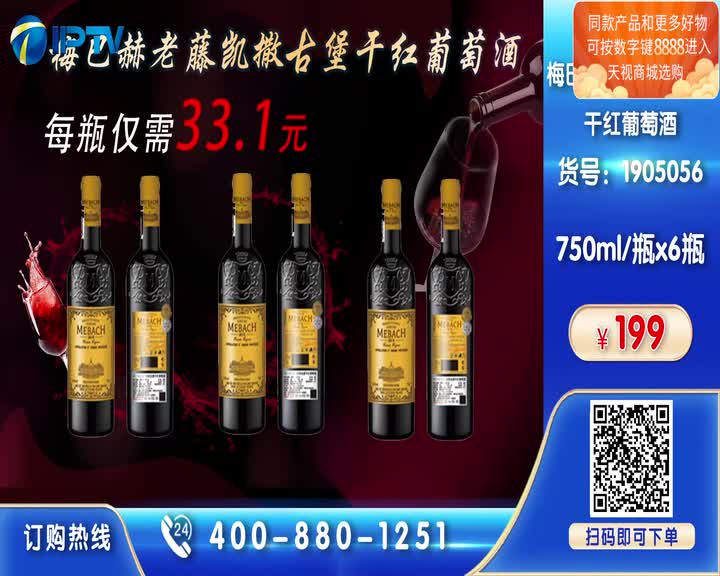 IPTV
梅巴赫老藤凯撒古堡干红葡萄酒
每瓶仅需33.1元
MEBACH
MEBACH
MEBACH
同款产品和更多好物
可按数字键8888进入
天视商城选购
梅
干红葡萄酒
货号：1905056
750ml/瓶x6瓶
¥199
扫码即可下单
订购热线
24
400-880-1251